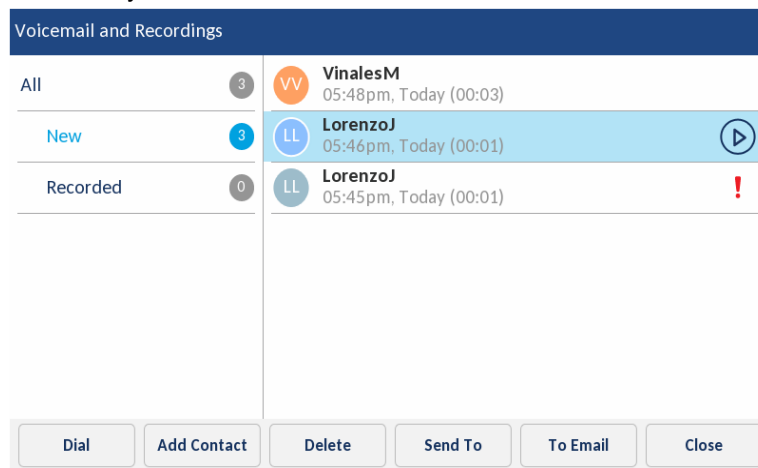 Voicemail and Recordings
All 3
New 3
Recorded 0
VV VinalesM
05:48pm, Today (00:03)
LL LorenzoJ
05:46pm, Today (00:01)
LL LorenzoJ
05:45pm, Today (00:01) !
Dial Add Contact Delete Send To To Email Close